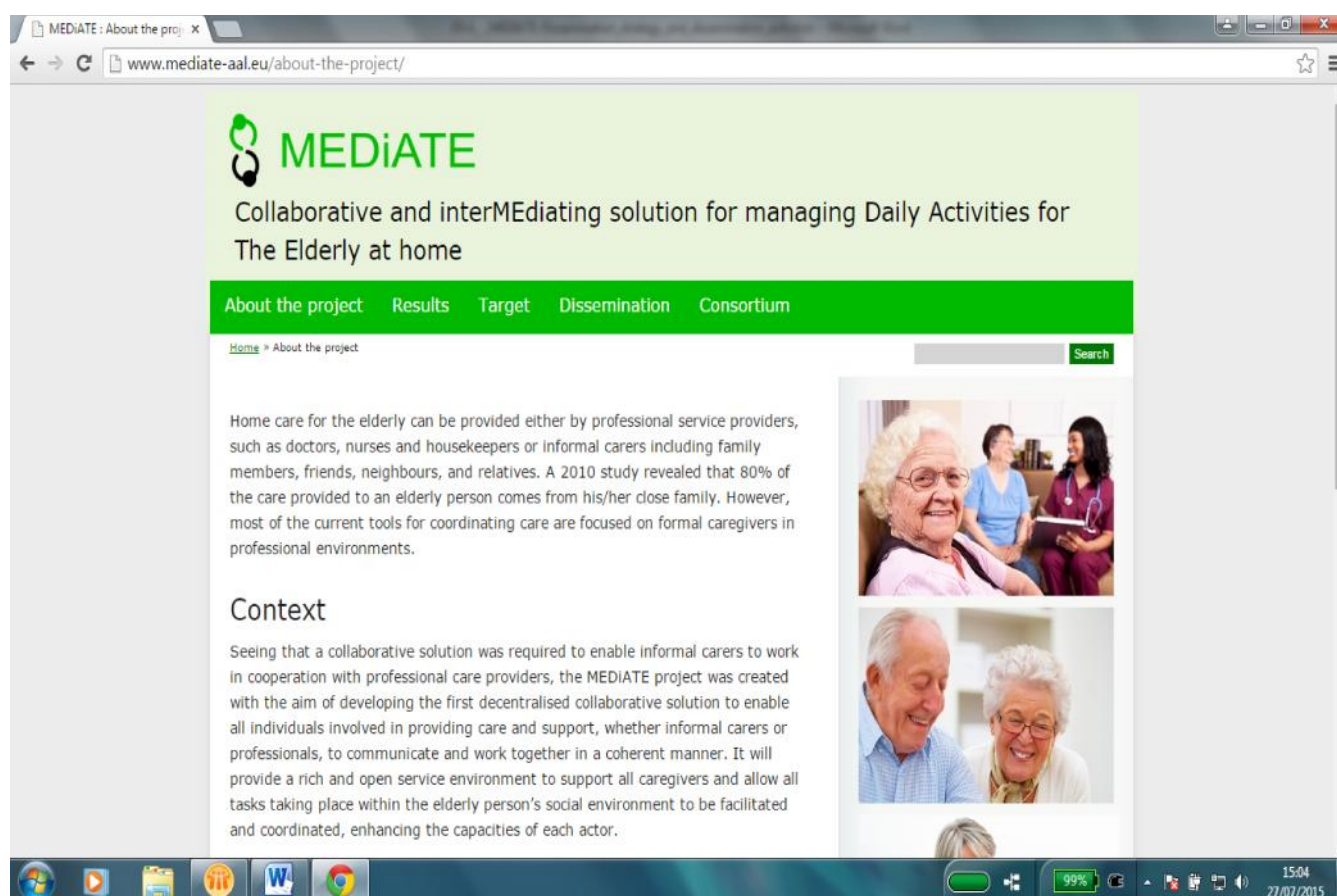 MEDiATE : About the proj
www.mediate-aal.eu/about-the-project/
MEDiATE
Collaborative and interMEdiating solution for managing Daily Activities for
The Elderly at home
About the project Results Target Dissemination Consortium
Home » About the project
Search
Home care for the elderly can be provided either by professional service providers,
such as doctors, nurses and housekeepers or informal carers including family
members, friends, neighbours, and relatives. A 2010 study revealed that 80% of
the care provided to an elderly person comes from his/her close family. However,
most of the current tools for coordinating care are focused on formal caregivers in
professional environments.
Context
Seeing that a collaborative solution was required to enable informal carers to work
in cooperation with professional care providers, the MEDiATE project was created
with the aim of developing the first decentralised collaborative solution to enable
all individuals involved in providing care and support, whether informal carers or
professionals, to communicate and work together in a coherent manner. It will
provide a rich and open service environment to support all caregivers and allow all
tasks taking place within the elderly person's social environment to be facilitated
and coordinated, enhancing the capacities of each actor.
W
99%
15:04
27/07/2015